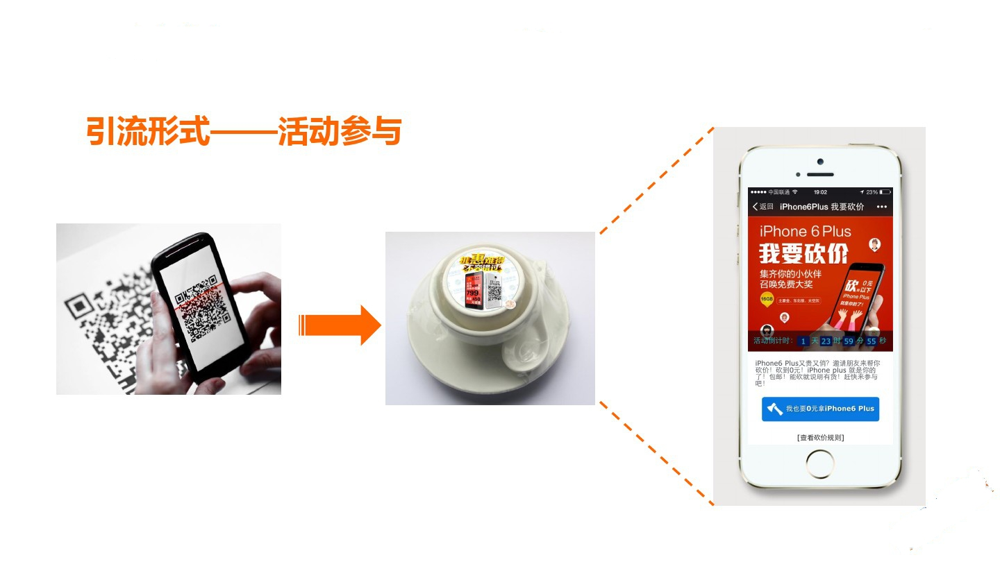 引流形式——活动参与
机惠难得
不容错过
799
450
中国联通
19:02
23%
返回
iPhone6Plus 我要砍价
iPhone 6 Plus
我要砍价
集齐你的小伙伴
召唤免费大奖
16GB
土豪金、东北银、太空灰
砍
0元
以下
iPhone Plus
就是你的了!
活动倒计时: 1 天 23 时 59 分 55 秒
iPhone6 Plus又贵又俏? 邀请朋友来帮你
砍价! 砍到0元! iPhone plus 就是你的
了! 包邮! 能砍就说明有货! 赶快来参与
吧!
我也要0元拿iPhone6 Plus
[查看砍价规则]